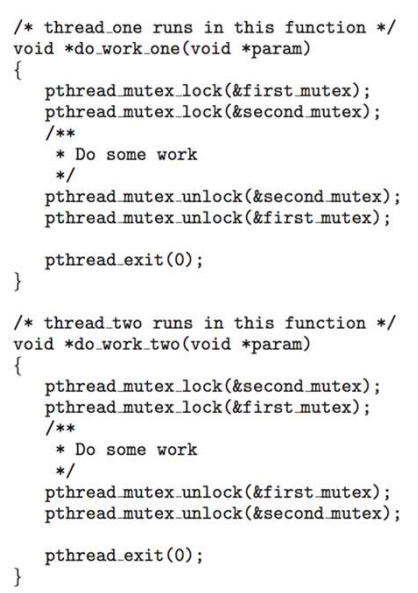 /* thread_one runs in this function */
void *do_work_one(void *param)
{
pthread_mutex_lock(&first_mutex);
pthread_mutex_lock(&second_mutex);
/**
* Do some work
*/
pthread_mutex_unlock(&second_mutex);
pthread_mutex_unlock(&first_mutex);
pthread_exit(0);
}
/* thread_two runs in this function */
void *do_work_two(void *param)
{
pthread_mutex_lock(&second_mutex);
pthread_mutex_lock(&first_mutex);
/**
* Do some work
*/
pthread_mutex_unlock(&first_mutex);
pthread_mutex_unlock(&second_mutex);
pthread_exit(0);
}